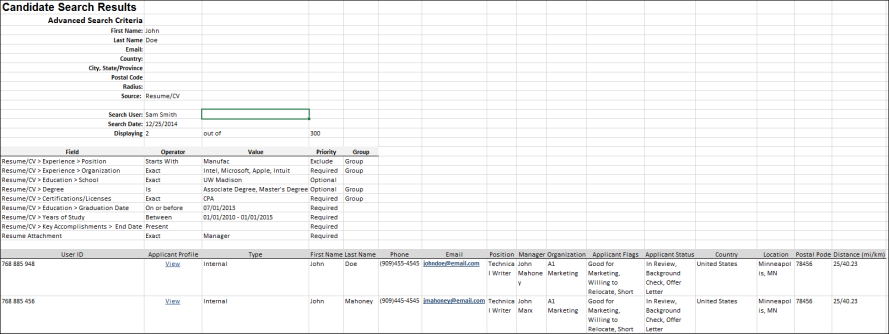 Candidate Search Results
Advanced Search Criteria
First Name: John
Last Name Doe
Email:
Country:
City, State/Province
Postal Code
Radius:
Source: Resume/CV
Search User: Sam Smith
Search Date: 12/25/2014
Displaying 2 out of 300
Field Operator Value Priority Group
Resume/CV > Experience > Position Starts With Manufac Exclude Group
Resume/CV > Experience > Organization Exact Intel, Microsoft, Apple, Intuit Required Group
Resume/CV > Education > School Exact UW Madison Optional
Resume/CV > Degree Is Associate Degree, Master's Degree Optional Group
Resume/CV > Certifications/Licenses Exact CPA Required Group
Resume/CV > Education > Graduation Date On or before 07/01/2013 Required
Resume/CV > Years of Study Between 01/01/2010 - 01/01/2015 Required
Resume/CV > Key Accomplishments > End Date Present Required
Resume Attachment Exact Manager Required
User ID Applicant Profile Type First Name Last Name Phone Email Position Manager Organization Applicant Flags Applicant Status Country Location Postal Pode Distance (mi/km)
768 885 948 View Internal John Doe (909)455-4545 johndoe@email.com Technica John A1 Good for In Review, United States Minneapol 78456 25/40.23
l Writer Mahone Marketing Marketing, Background is, MN
y Willing to Check, Offer
Relocate, Short Letter
768 885 456 View Internal John Mahoney (909)445-4545 jmahoney@email.com Technica John A1 Good for In Review, United States Minneapol 78456 25/40.23
l Writer Marx Marketing Marketing, Background is, MN
Willing to Check, Offer
Relocate, Short Letter